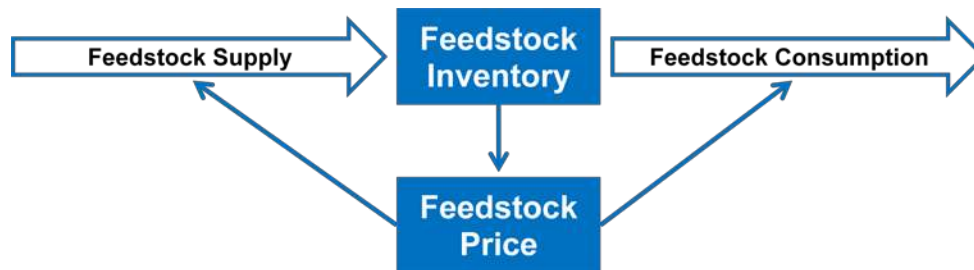 Feedstock Supply
Feedstock
Inventory
Feedstock Consumption
Feedstock
Price